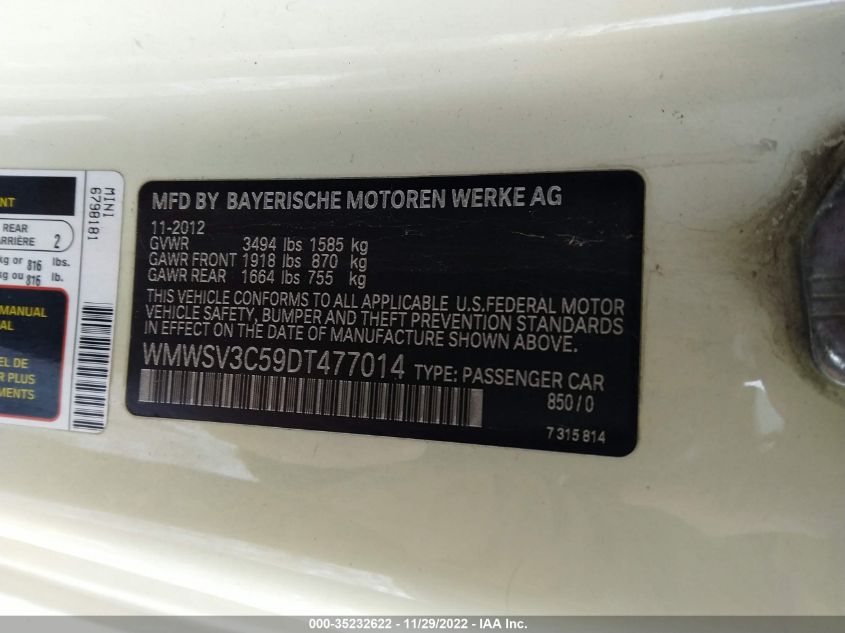 NT
REAR
ARRIÈRE 2
kg or 816 lbs.
kg ou 816 lb.
MANUAL
AL
DEL DE
R PLUS
EMENTS
MINI
6798181
MFD BY BAYERISCHE MOTOREN WERKE AG
11-2012
GVWR 3494 lbs 1585 kg
GAWR FRONT 1918 lbs 870 kg
GAWR REAR 1664 lbs 755 kg
THIS VEHICLE CONFORMS TO ALL APPLICABLE U.S.FEDERAL MOTOR
VEHICLE SAFETY, BUMPER AND THEFT PREVENTION STANDARDS
IN EFFECT ON THE DATE OF MANUFACTURE SHOWN ABOVE.
WMWSV3C59DT477014 TYPE: PASSENGER CAR
850/0
7 315 814
000-35232622 - 11/29/2022 - IAA Inc.